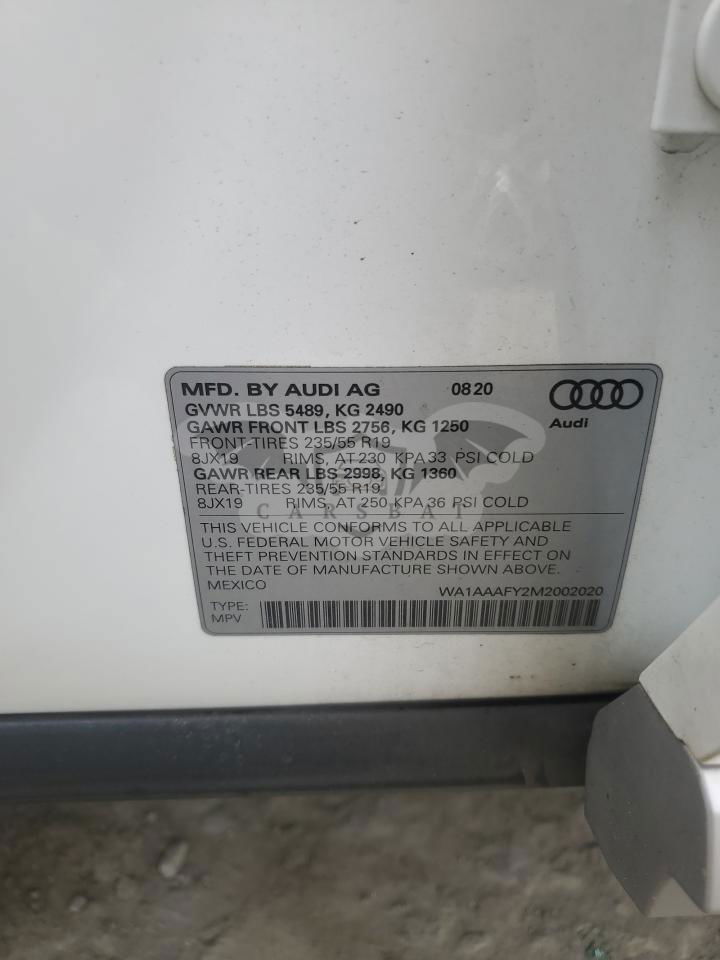 MFD. BY AUDI AG 0820
GVWR LBS 5489, KG 2490
GAWR FRONT LBS 2756, KG 1250
Audi
FRONT-TIRES 235/55 R19
8JX19 RIMS, AT 230 KPA 33 PSI COLD
GAWR REAR LBS 2998, KG 1360
REAR-TIRES 235/55 R19
8JX19 RIMS, AT 250 KPA 36 PSI COLD
CARSBAT
THIS VEHICLE CONFORMS TO ALL APPLICABLE
U.S. FEDERAL MOTOR VEHICLE SAFETY AND
THEFT PREVENTION STANDARDS IN EFFECT ON
THE DATE OF MANUFACTURE SHOWN ABOVE.
MEXICO WA1AAAFY2M2002020
TYPE:
MPV